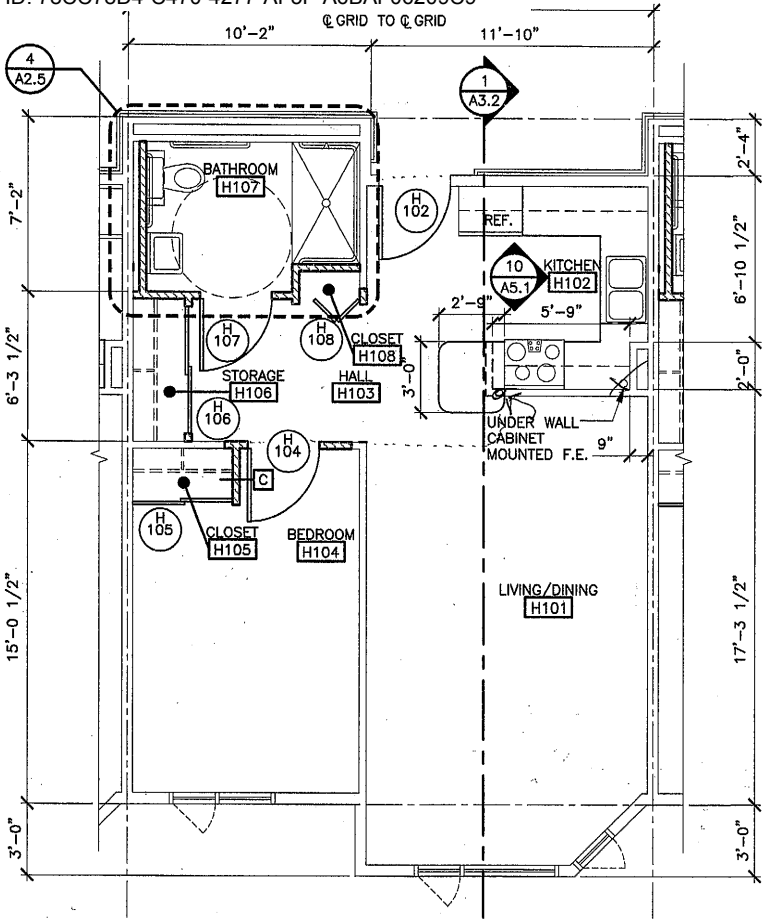 ℄ GRID TO ℄ GRID
10'-2"
11'-10"
4
A2.5
1
A3.2
2'-4"
BATHROOM
H107
7'-2"
H
102
REF.
KITCHEN
H102
10
A5.1
6'-10 1/2"
2'-9"
5'-9"
H
107
H
108
CLOSET
H108
STORAGE
H106
HALL
H103
3'-0"
2'-0"
6'-3 1/2"
H
106
H
104
UNDER WALL
CABINET
MOUNTED F.E.
9"
C
H
105
CLOSET
H105
BEDROOM
H104
LIVING/DINING
H101
15'-0 1/2"
17'-3 1/2"
3'-0"
3'-0"